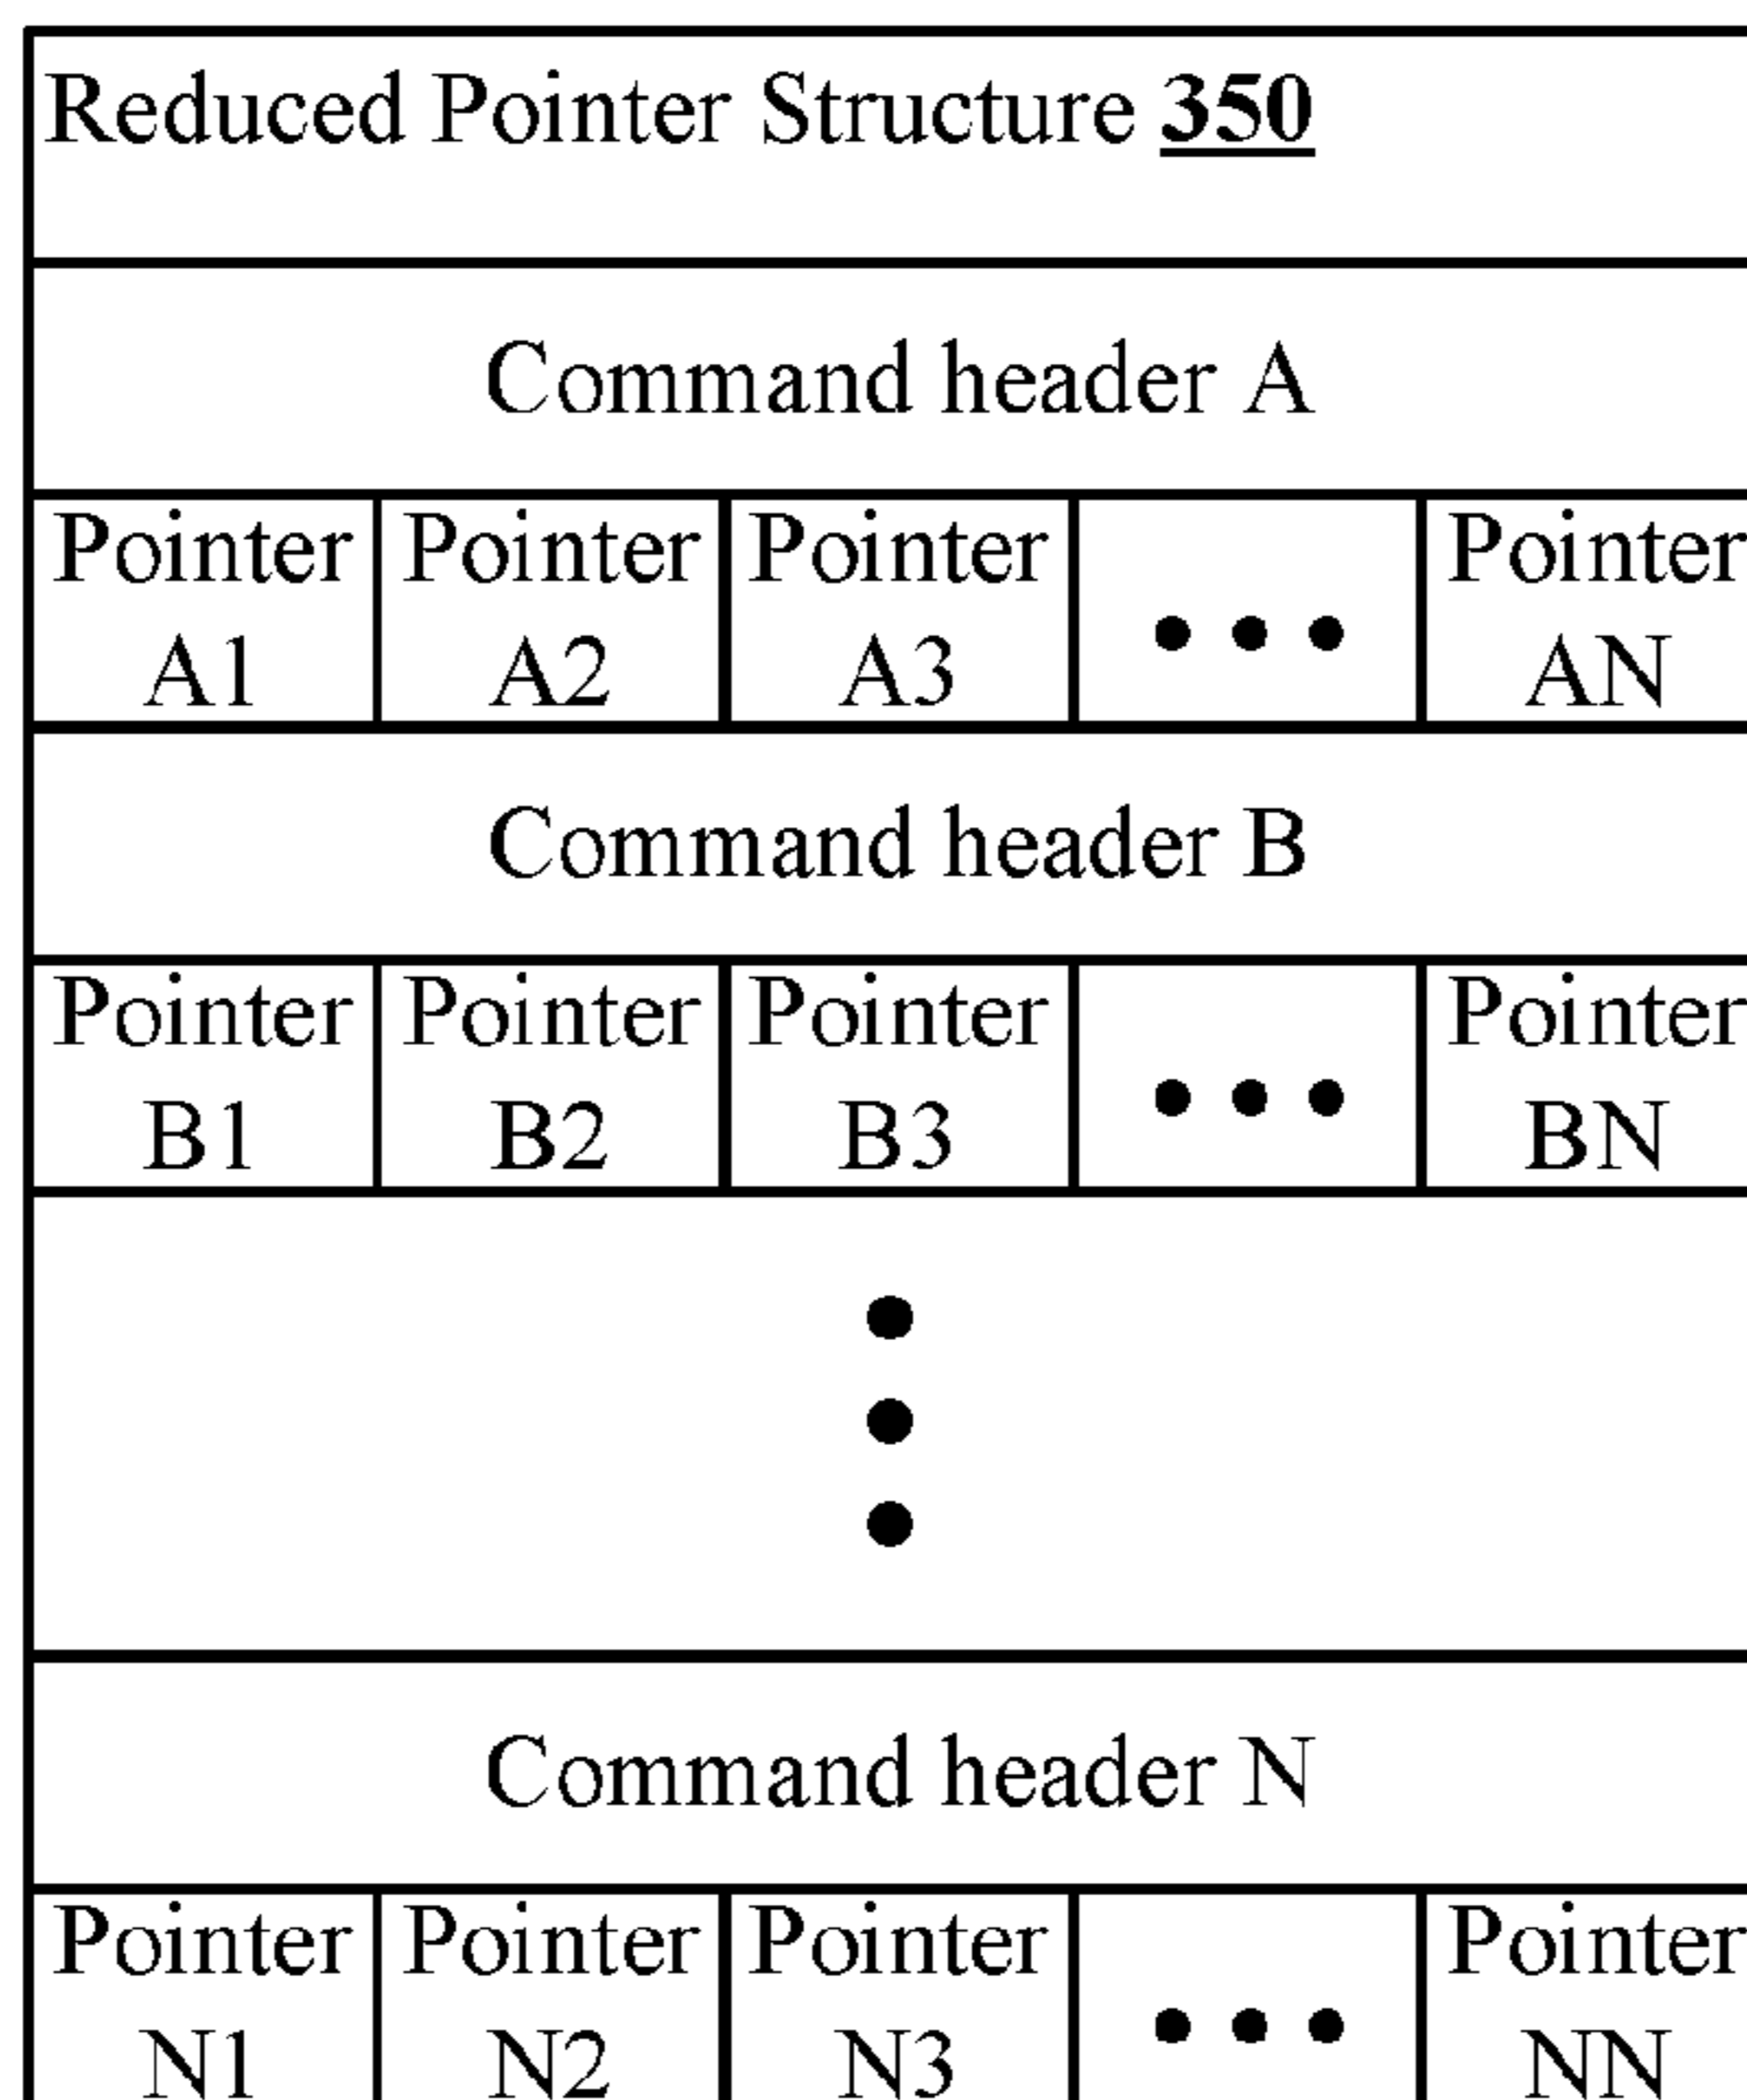 Reduced Pointer Structure 350
Command header A
Pointer Pointer Pointer Pointer
A1 A2 A3 • • • AN
Command header B
Pointer Pointer Pointer Pointer
B1 B2 B3 • • • BN
•
•
•
Command header N
Pointer Pointer Pointer Pointer
N1 N2 N3 • • • NN